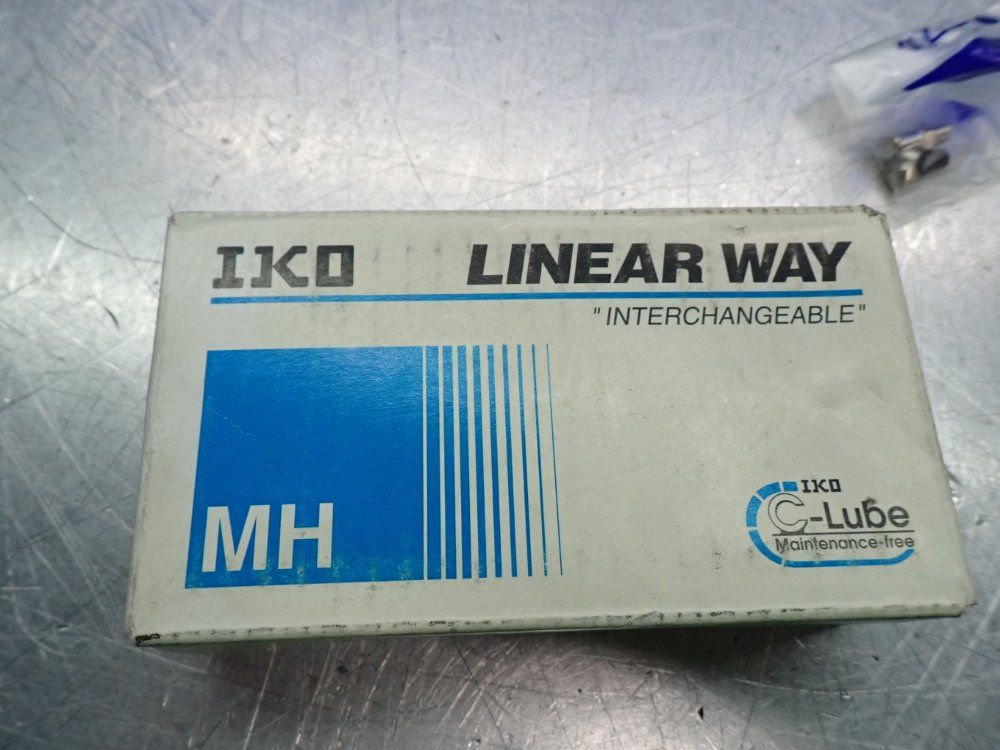 IKO LINEAR WAY
"INTERCHANGEABLE"
MH
IKO
C-Lube
Maintenance-free